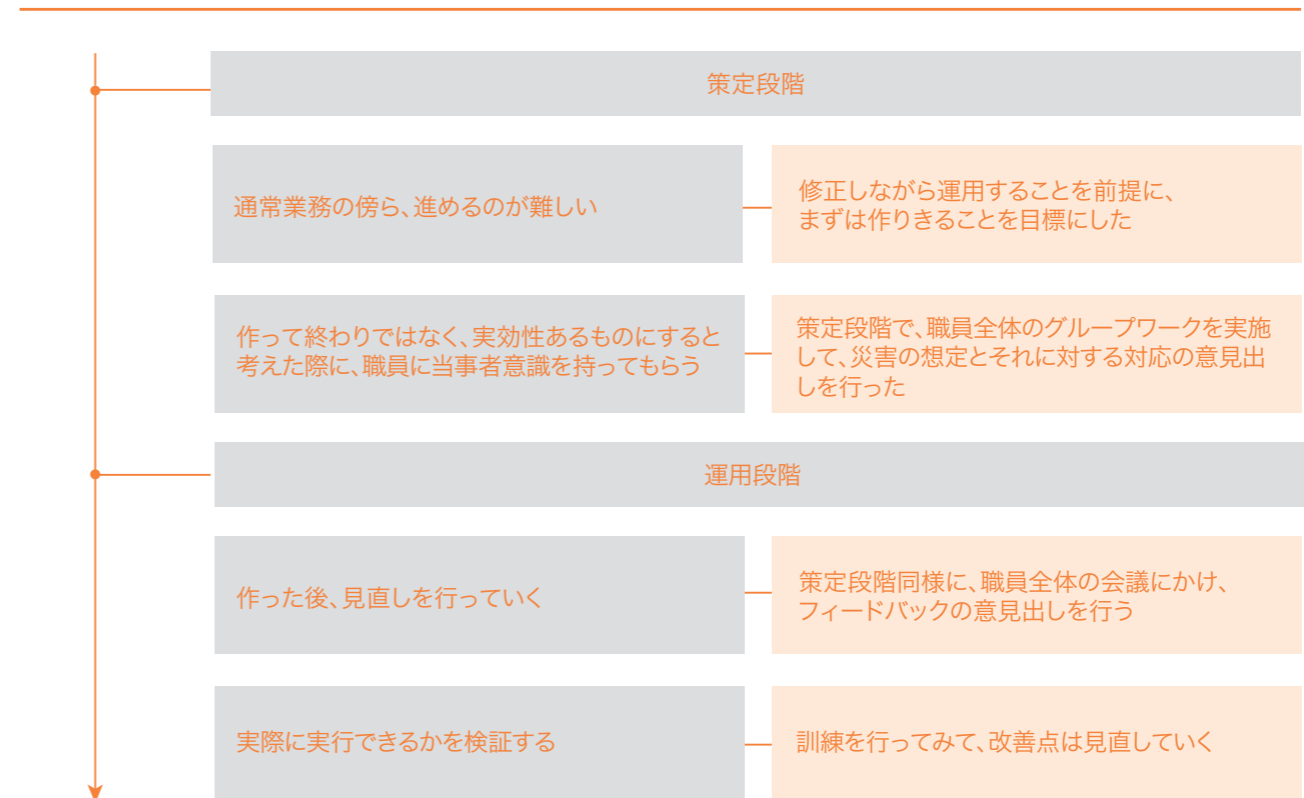 策定段階
通常業務の傍ら、進めるのが難しい
修正しながら運用することを前提に、
まずは作りきることを目標にした
作って終わりではなく、実効性あるものにすると
考えた際に、職員に当事者意識を持ってもらう
策定段階で、職員全体のグループワークを実施
して、災害の想定とそれに対する対応の意見出
しを行った
運用段階
作った後、見直しを行っていく
策定段階同様に、職員全体の会議にかけ、
フィードバックの意見出しを行う
実際に実行できるかを検証する
訓練を行ってみて、改善点は見直していく